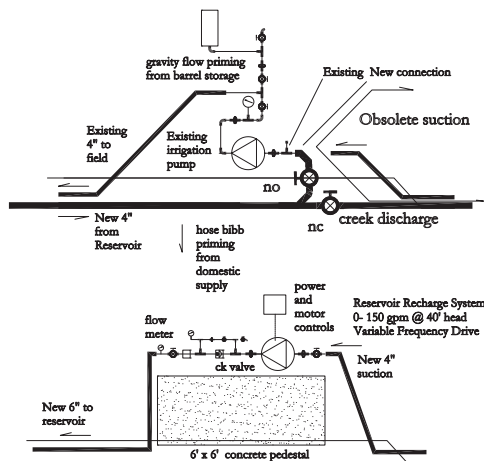 gravity flow priming
from barrel storage
Existing
New connection
Obsolete suction
Existing
4" to
field
Existing
irrigation
pump
no
nc
creek discharge
New 4"
from
Reservoir
hose bibb
priming
from
domestic
supply
power
and
motor
controls
Reservoir Recharge System
0- 150 gpm @ 40' head
Variable Frequency Drive
flow
meter
ck valve
New 4"
suction
New 6" to
reservoir
6' x 6' concrete pedestal